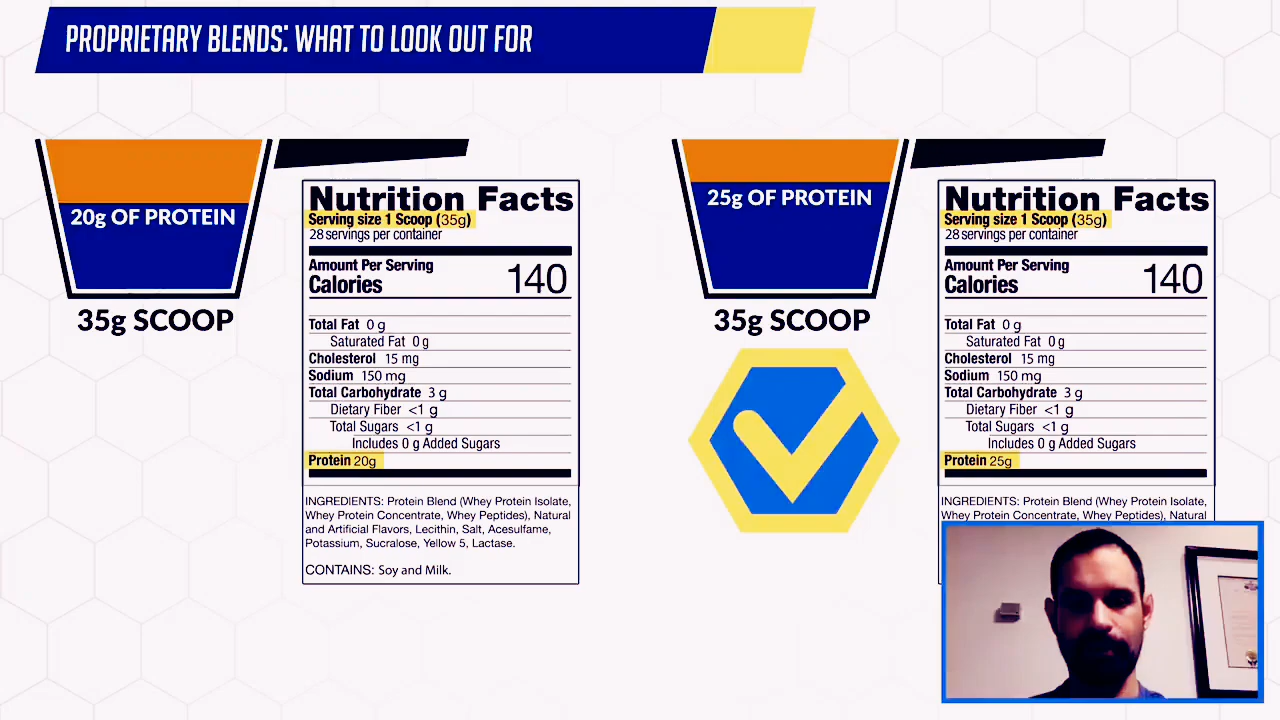 PROPRIETARY BLENDS: WHAT TO LOOK OUT FOR
20g OF PROTEIN
35g SCOOP
Nutrition Facts
Serving size 1 Scoop (35g)
28 servings per container
Amount Per Serving
Calories 140
Total Fat 0 g
Saturated Fat 0 g
Cholesterol 15 mg
Sodium 150 mg
Total Carbohydrate 3 g
Dietary Fiber <1 g
Total Sugars <1 g
Includes 0 g Added Sugars
Protein 20g
INGREDIENTS: Protein Blend (Whey Protein Isolate,
Whey Protein Concentrate, Whey Peptides), Natural
and Artificial Flavors, Lecithin, Salt, Acesulfame,
Potassium, Sucralose, Yellow 5, Lactase.
CONTAINS: Soy and Milk.
25g OF PROTEIN
35g SCOOP
Nutrition Facts
Serving size 1 Scoop (35g)
28 servings per container
Amount Per Serving
Calories 140
Total Fat 0 g
Saturated Fat 0 g
Cholesterol 15 mg
Sodium 150 mg
Total Carbohydrate 3 g
Dietary Fiber <1 g
Total Sugars <1 g
Includes 0 g Added Sugars
Protein 25g
INGREDIENTS: Protein Blend (Whey Protein Isolate,
Whey Protein Concentrate, Whey Peptides), Natural